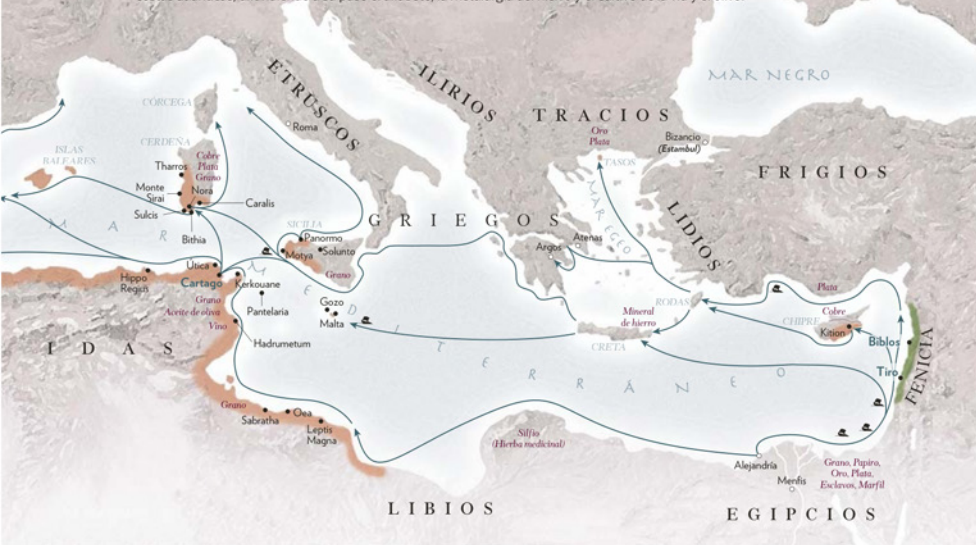 MAR NEGRO
ETRUSCOS
ILIRIOS
TRACIOS
FRIGIOS
GRIEGOS
LIDIOS
CÓRCEGA
Roma
CERDEÑA
Cobre
Plata
Grano
ISLAS
BALEARES
Tharros
Monte
Sirai
Nora
Caralis
Sulcis
Bithia
Oro
Plata
TASOS
Bizancio
(Estambul)
MAR EGEO
SICILIA
Panormo
Solunto
Motya
Grano
Atenas
Argos
Utica
Cartago
Hippo
Regius
Kerkouane
Pantelaria
Grano
Aceite de oliva
Vino
Hadrumetum
Gozo
Malta
MAR MEDITERRÁNEO
RODAS
Mineral
de hierro
CRETA
Plata
Cobre
CHIPRE
Kition
Biblos
Tiro
FENICIA
IDAS
Grano
Sabratha
Oea
Leptis
Magna
Silfio
(Hierba medicinal)
Alejandría
Menfis
Grano, Papiro,
Oro, Plata,
Esclavos, Marfil
LIBIOS
EGIPCIOS